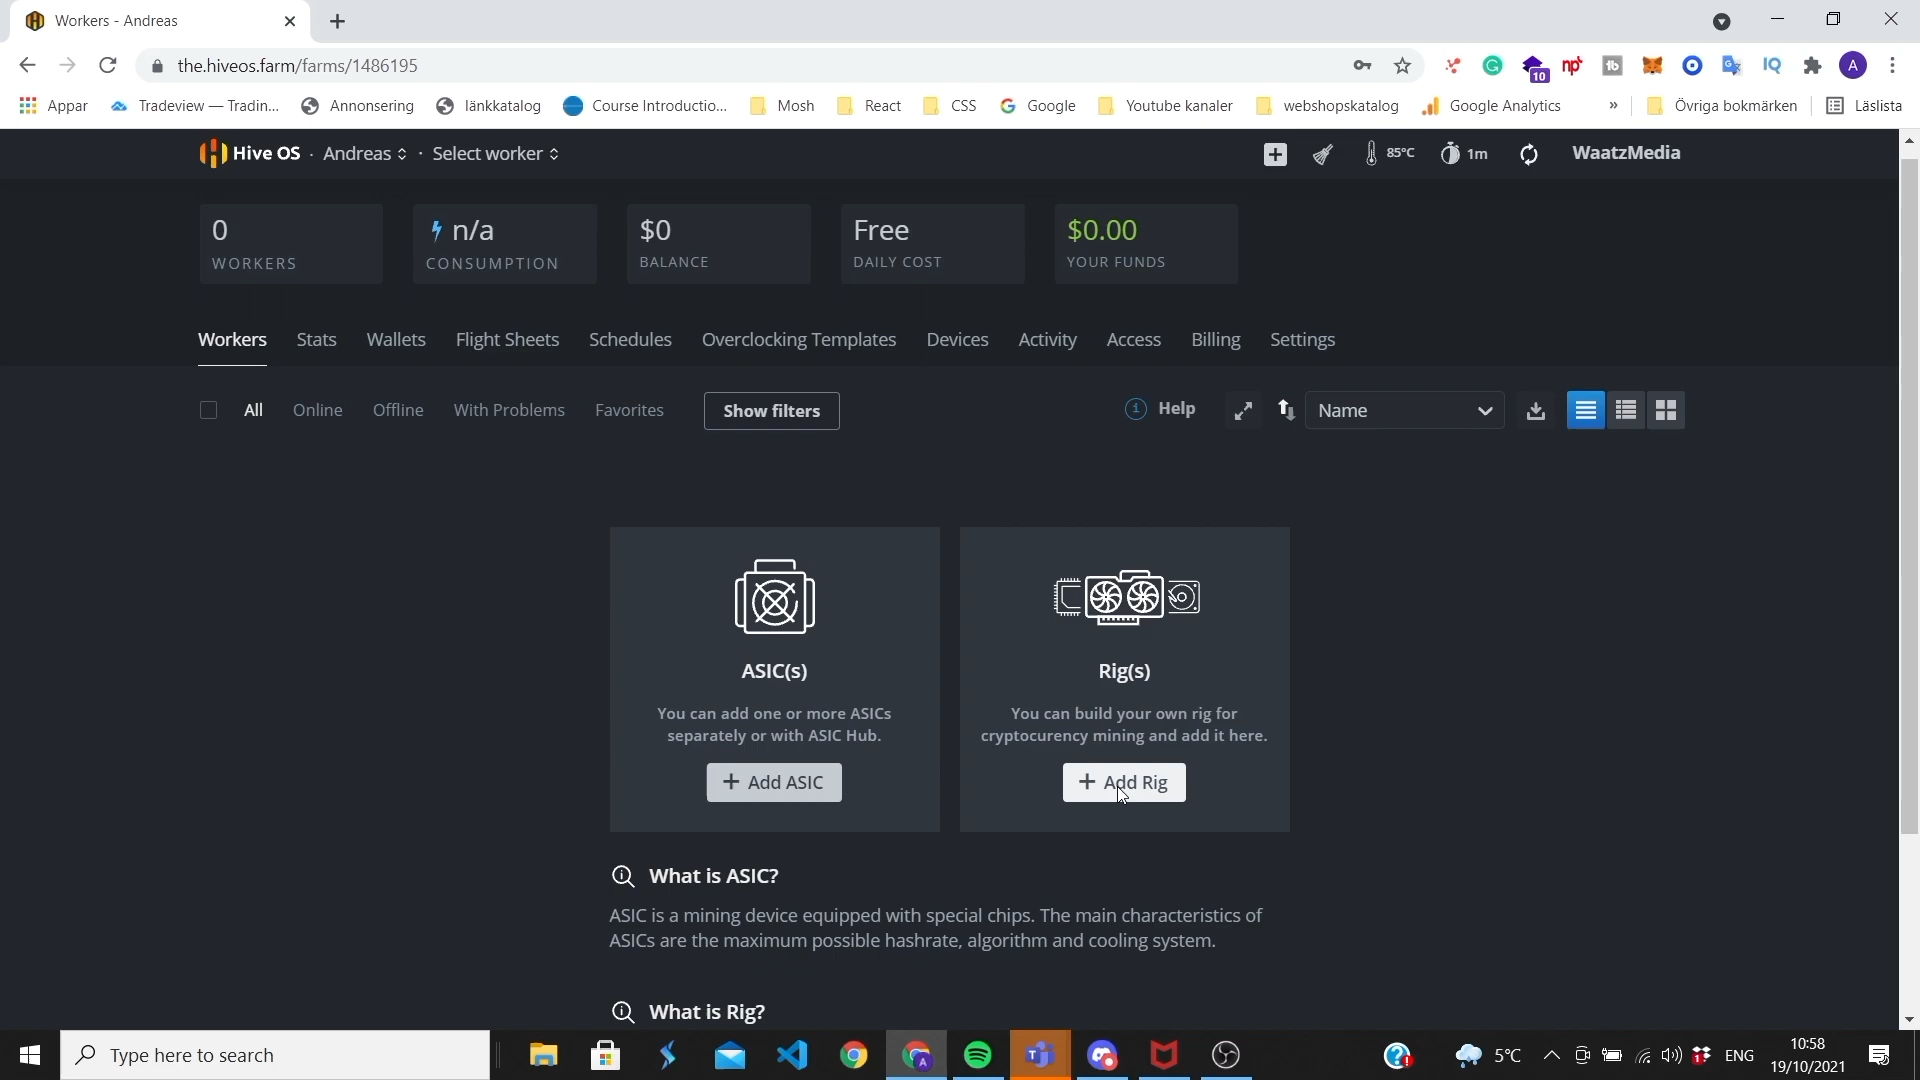 Workers - Andreas
the.hiveos.farm/farms/1486195
10
A
Appar
Tradeview — Tradin...
Annonsering
länkkatalog
Course Introductio...
Mosh
React
CSS
Google
Youtube kanaler
webshopskatalog
Google Analytics
»
Övriga bokmärken
Läslista
Hive OS · Andreas · Select worker
85°C
1m
WaatzMedia
0
WORKERS
n/a
CONSUMPTION
$0
BALANCE
Free
DAILY COST
$0.00
YOUR FUNDS
Workers
Stats
Wallets
Flight Sheets
Schedules
Overclocking Templates
Devices
Activity
Access
Billing
Settings
All
Online
Offline
With Problems
Favorites
Show filters
Help
Name
ASIC(s)
You can add one or more ASICs
separately or with ASIC Hub.
+ Add ASIC
Rig(s)
You can build your own rig for
cryptocurency mining and add it here.
+ Add Rig
What is ASIC?
ASIC is a mining device equipped with special chips. The main characteristics of
ASICs are the maximum possible hashrate, algorithm and cooling system.
What is Rig?
Type here to search
5°C
ENG
10:58
19/10/2021